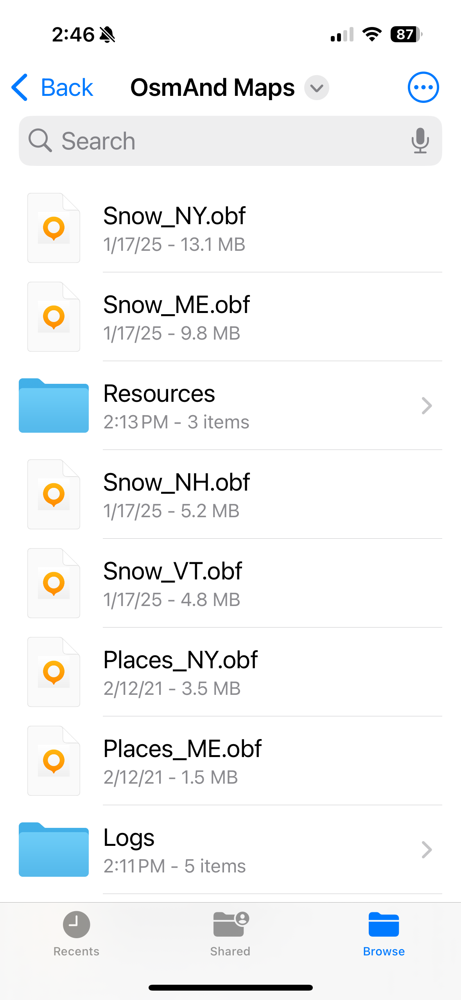 2:46
87
Back
OsmAnd Maps
Search
Snow_NY.obf
1/17/25 - 13.1 MB
Snow_ME.obf
1/17/25 - 9.8 MB
Resources
2:13 PM - 3 items
Snow_NH.obf
1/17/25 - 5.2 MB
Snow_VT.obf
1/17/25 - 4.8 MB
Places_NY.obf
2/12/21 - 3.5 MB
Places_ME.obf
2/12/21 - 1.5 MB
Logs
2:11 PM - 5 items
Recents
Shared
Browse